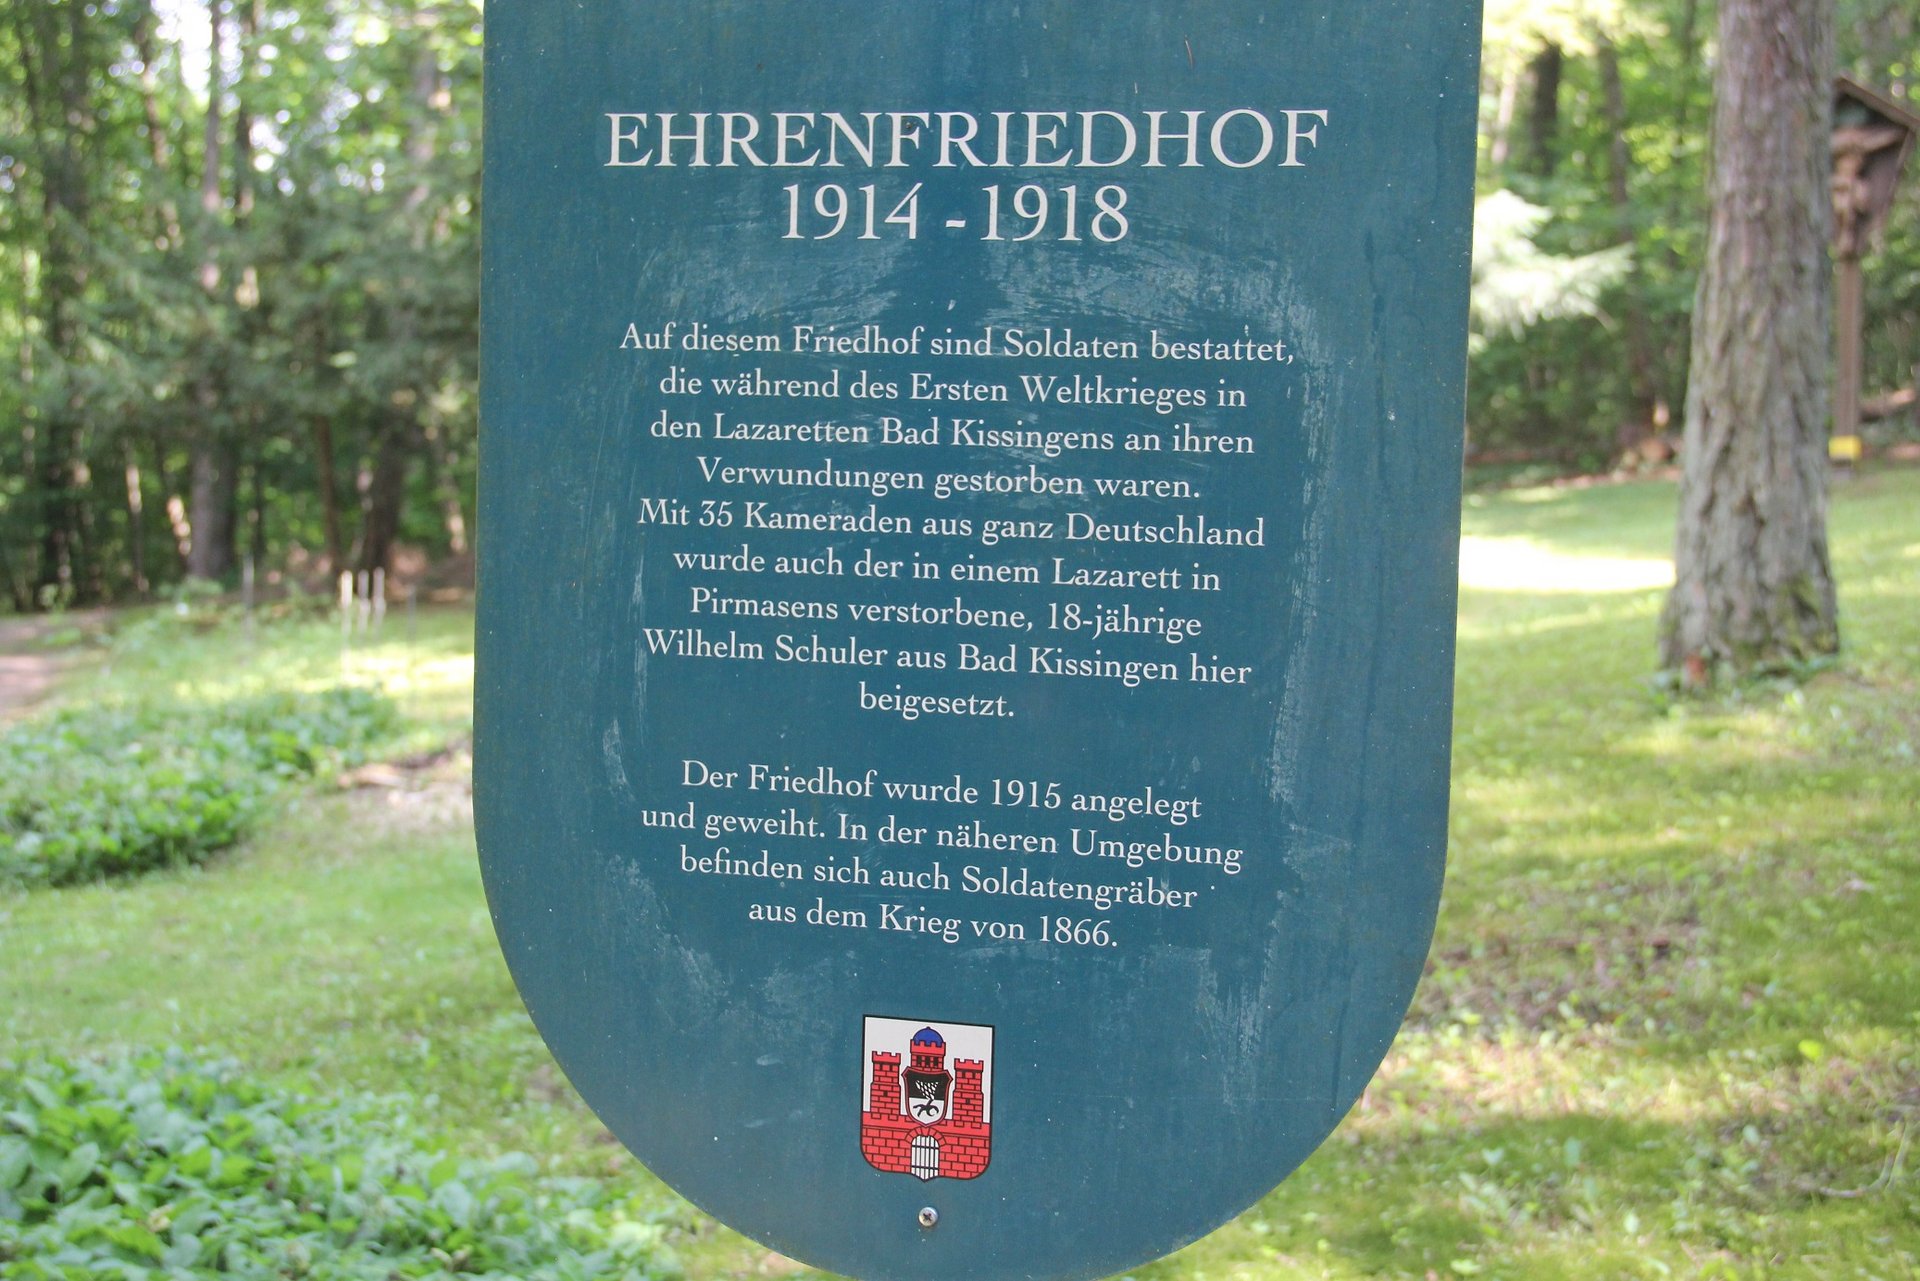 EHRENFRIEDHOF
1914 - 1918
Auf diesem Friedhof sind Soldaten bestattet,
die während des Ersten Weltkrieges in
den Lazaretten Bad Kissingens an ihren
Verwundungen gestorben waren.
Mit 35 Kameraden aus ganz Deutschland
wurde auch der in einem Lazarett in
Pirmasens verstorbene, 18-jährige
Wilhelm Schuler aus Bad Kissingen hier
beigesetzt.
Der Friedhof wurde 1915 angelegt
und geweiht. In der näheren Umgebung
befinden sich auch Soldatengräber
aus dem Krieg von 1866.